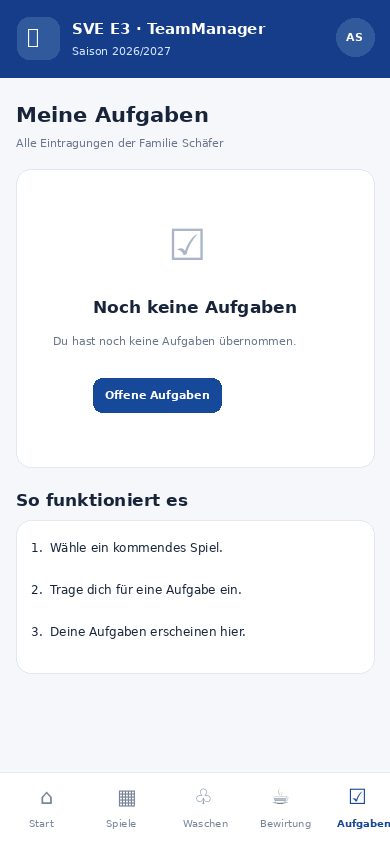 SVE E3 · TeamManager
Saison 2026/2027
AS
Meine Aufgaben
Alle Eintragungen der Familie Schäfer
Noch keine Aufgaben
Du hast noch keine Aufgaben übernommen.
Offene Aufgaben
So funktioniert es
1. Wähle ein kommendes Spiel.
2. Trage dich für eine Aufgabe ein.
3. Deine Aufgaben erscheinen hier.
Start Spiele Waschen Bewirtung Aufgaben